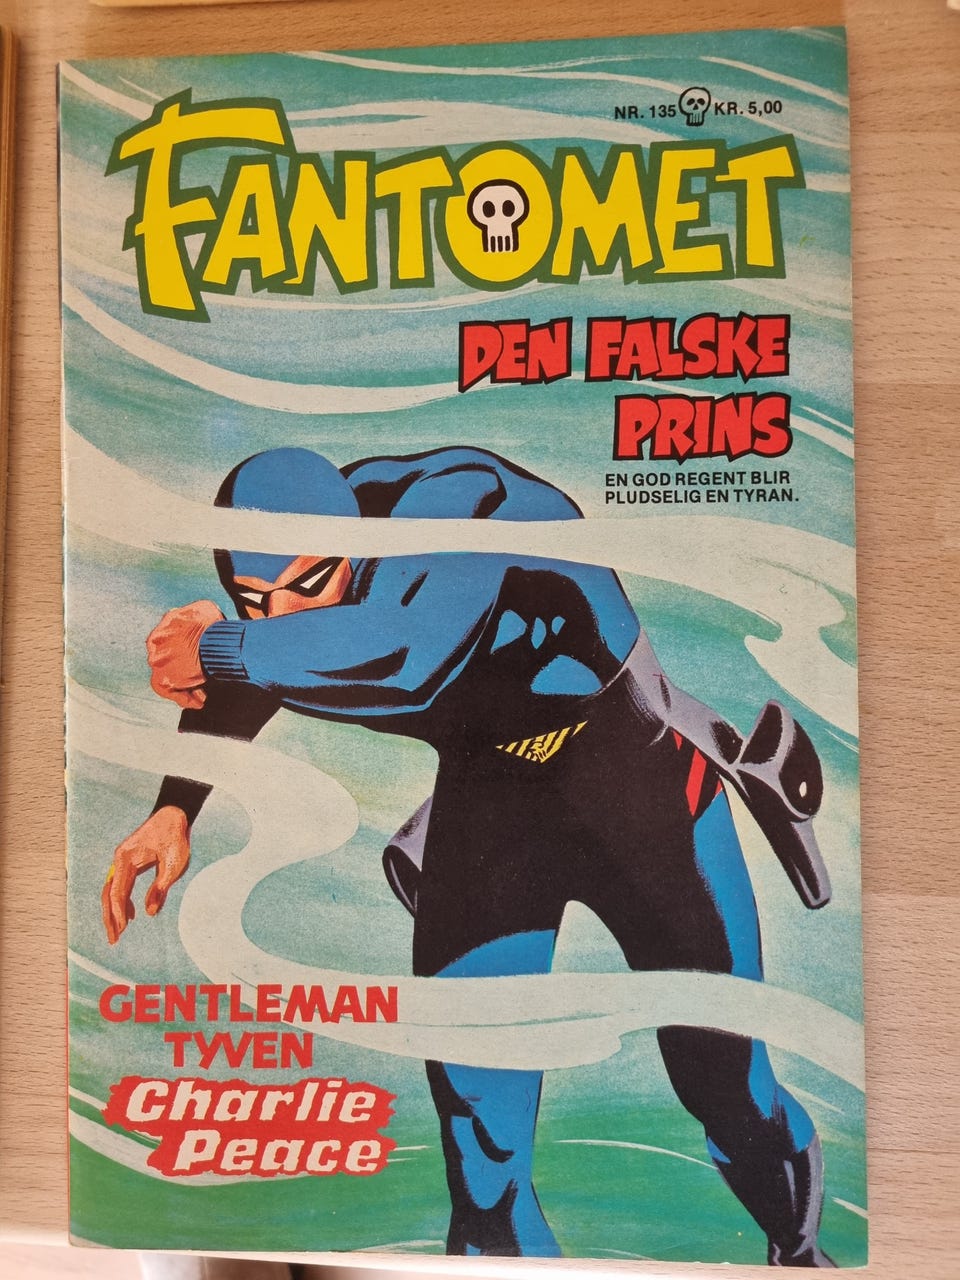 NR. 135 KR. 5,00
FANTOMET
DEN FALSKE
PRINS
EN GOD REGENT BLIR
PLUDSELIG EN TYRAN.
GENTLEMAN
TYVEN
Charlie
Peace